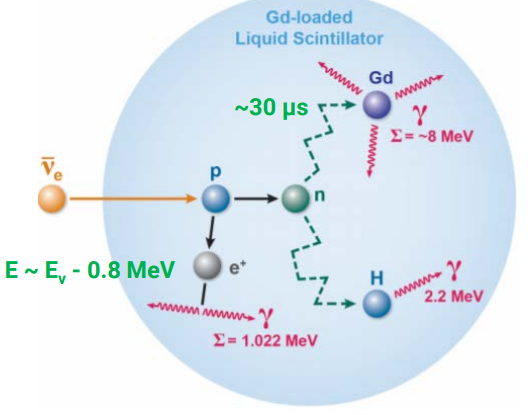 Gd-loaded
Liquid Scintillator
Gd
~30 μs
γ
Σ = ~8 MeV
ν̅e
p
n
E ~ Eν - 0.8 MeV
e⁺
H
γ
2.2 MeV
γ
Σ = 1.022 MeV